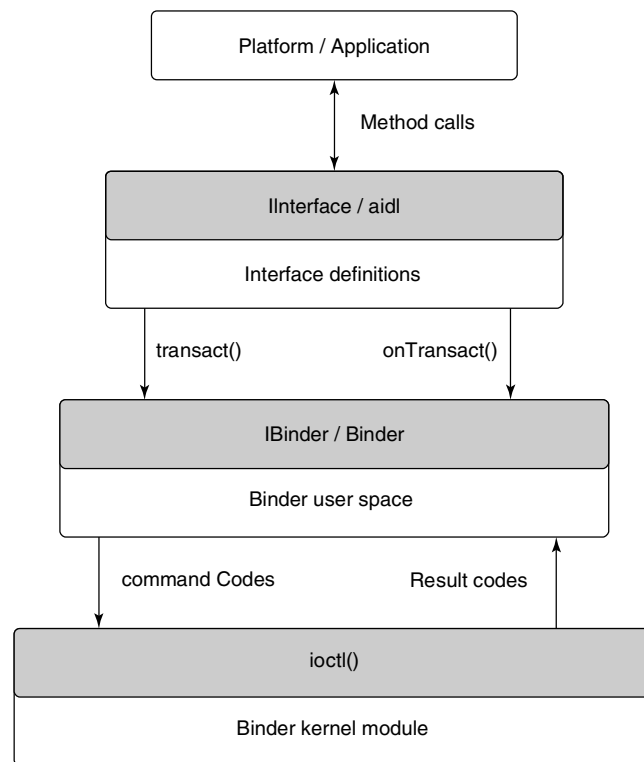 Platform / Application
Method calls
IInterface / aidl
Interface definitions
transact()
onTransact()
IBinder / Binder
Binder user space
command Codes
Result codes
ioctl()
Binder kernel module